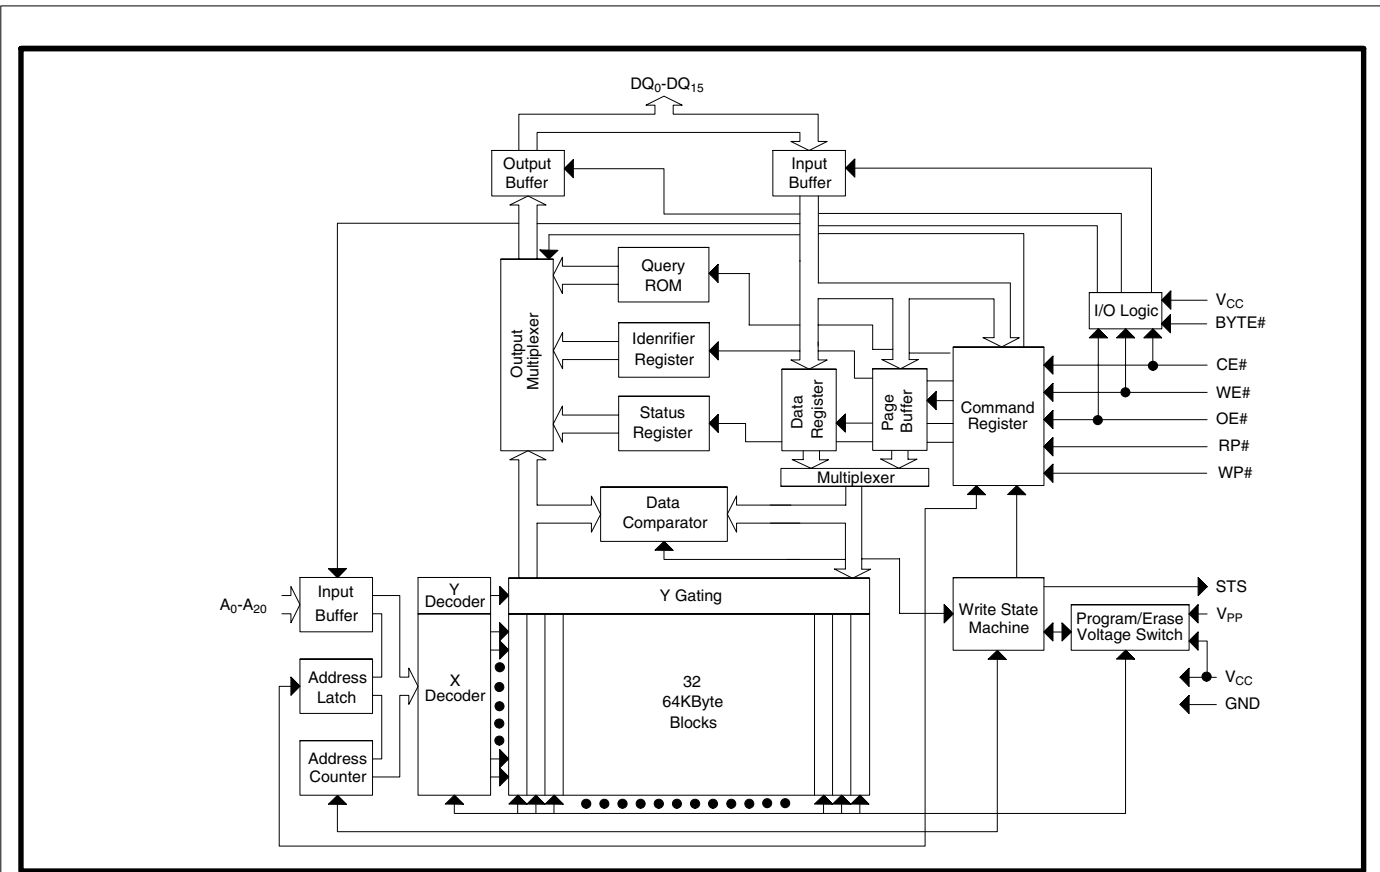 DQ0-DQ15
Output
Buffer
Input
Buffer
Query
ROM
I/O Logic
VCC
BYTE#
Output
Multiplexer
Idenrifier
Register
CE#
WE#
OE#
RP#
WP#
Status
Register
Data
Register
Page
Buffer
Command
Register
Multiplexer
Data
Comparator
A0-A20
Input
Buffer
Y
Decoder
Y Gating
Write State
Machine
Program/Erase
Voltage Switch
STS
VPP
VCC
GND
Address
Latch
X
Decoder
32
64KByte
Blocks
Address
Counter